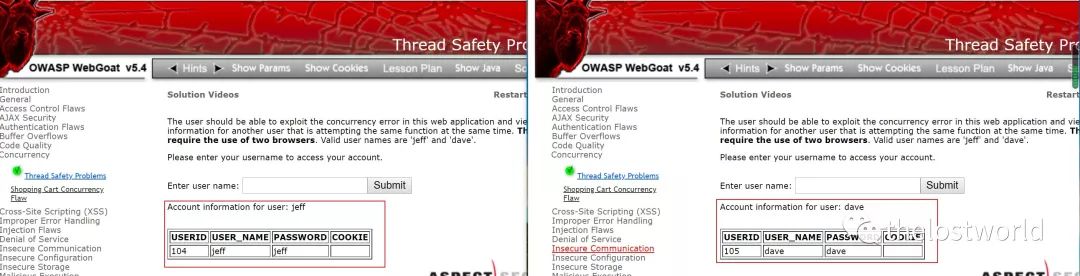 Thread Safety Pro
OWASP WebGoat v5.4
Hints
Show Params
Show Cookies
Lesson Plan
Show Java
So
Introduction
General
Access Control Flaws
AJAX Security
Authentication Flaws
Buffer Overflows
Code Quality
Concurrency
Thread Safety Problems
Shopping Cart Concurrency
Flaw
Cross-Site Scripting (XSS)
Improper Error Handling
Injection Flaws
Denial of Service
Insecure Communication
Insecure Configuration
Insecure Storage
Malicious Execution
Solution Videos
Restart
The user should be able to exploit the concurrency error in this web application and vie
information for another user that is attempting the same function at the same time. Th
require the use of two browsers. Valid user names are 'jeff' and 'dave'.
Please enter your username to access your account.
Enter user name:
Submit
Account information for user: jeff
USERID USER_NAME PASSWORD COOKIE
104 jeff jeff
ASPECT SEC
Thread Safety Pro
OWASP WebGoat v5.4
Hints
Show Params
Show Cookies
Lesson Plan
Show Java
Sc
Introduction
General
Access Control Flaws
AJAX Security
Authentication Flaws
Buffer Overflows
Code Quality
Concurrency
Thread Safety Problems
Shopping Cart Concurrency
Flaw
Cross-Site Scripting (XSS)
Improper Error Handling
Injection Flaws
Denial of Service
Insecure Communication
Insecure Configuration
Insecure Storage
Malicious Execution
Solution Videos
Restart
The user should be able to exploit the concurrency error in this web application and vie
information for another user that is attempting the same function at the same time. Th
require the use of two browsers. Valid user names are 'jeff' and 'dave'.
Please enter your username to access your account.
Enter user name:
Submit
Account information for user: dave
USERID USER_NAME PASSWORD COOKIE
105 dave dave
thelostworld
ASPECT SEC